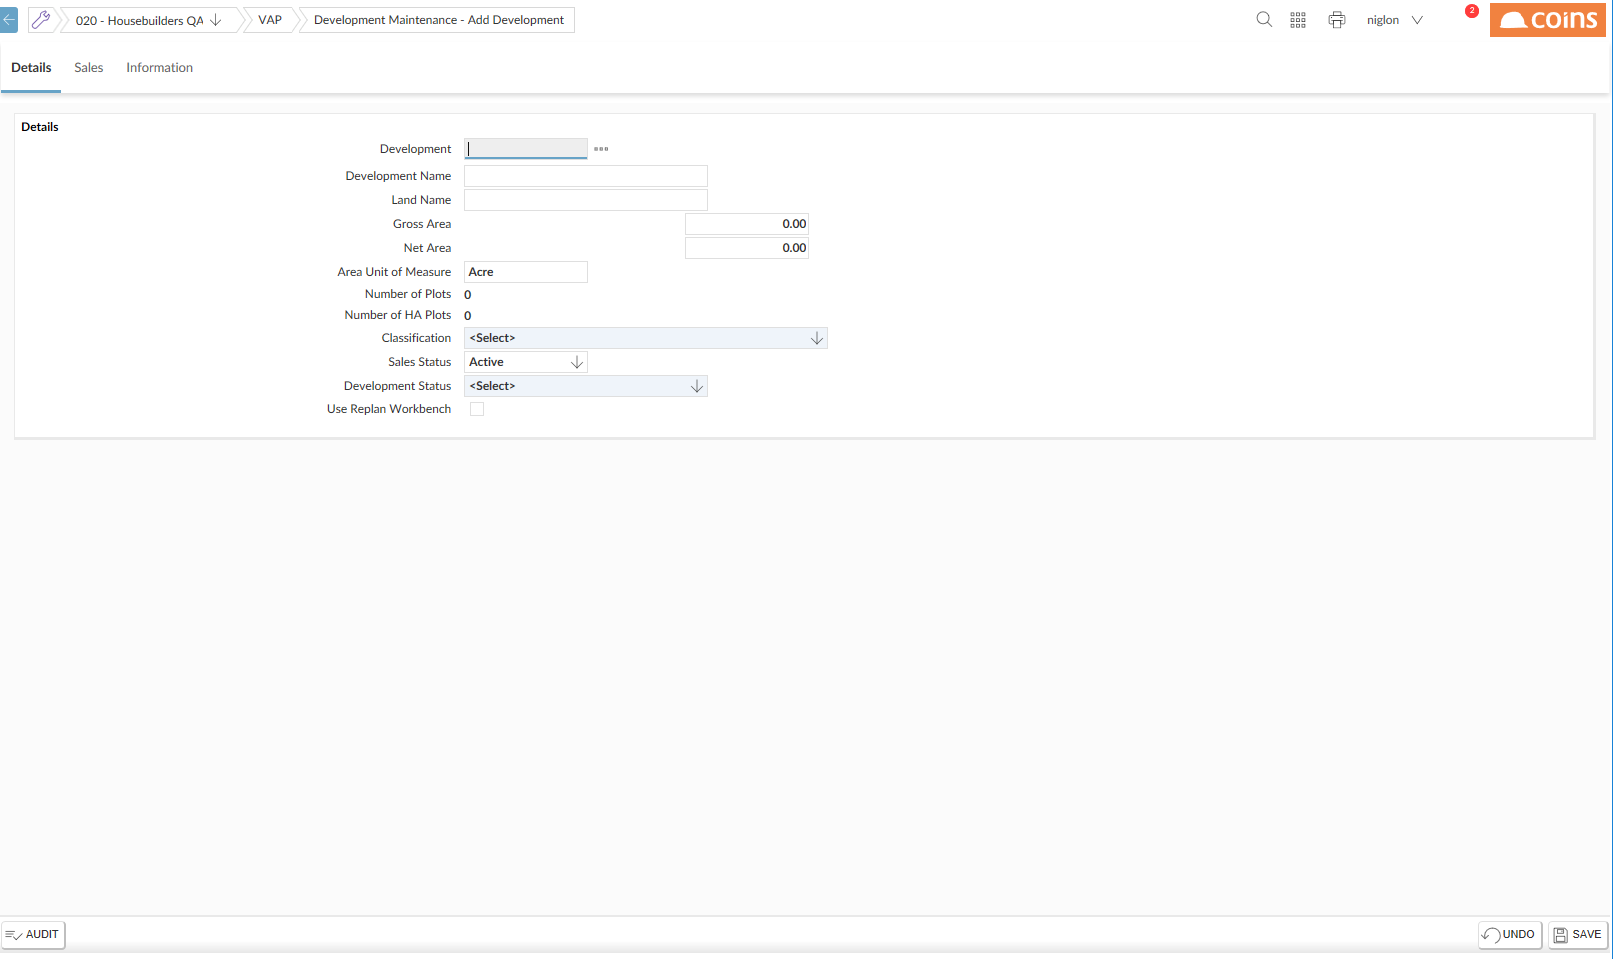 020 - Housebuilders QA VAP Development Maintenance - Add Development niglon 2 coins
Details Sales Information
Details
Development
Development Name
Land Name
Gross Area 0.00
Net Area 0.00
Area Unit of Measure Acre
Number of Plots 0
Number of HA Plots 0
Classification <Select>
Sales Status Active
Development Status <Select>
Use Replan Workbench
AUDIT UNDO SAVE